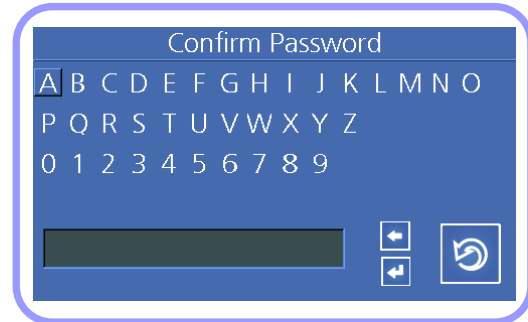 Confirm Password
A B C D E F G H I J K L M N O
P Q R S T U V W X Y Z
0 1 2 3 4 5 6 7 8 9